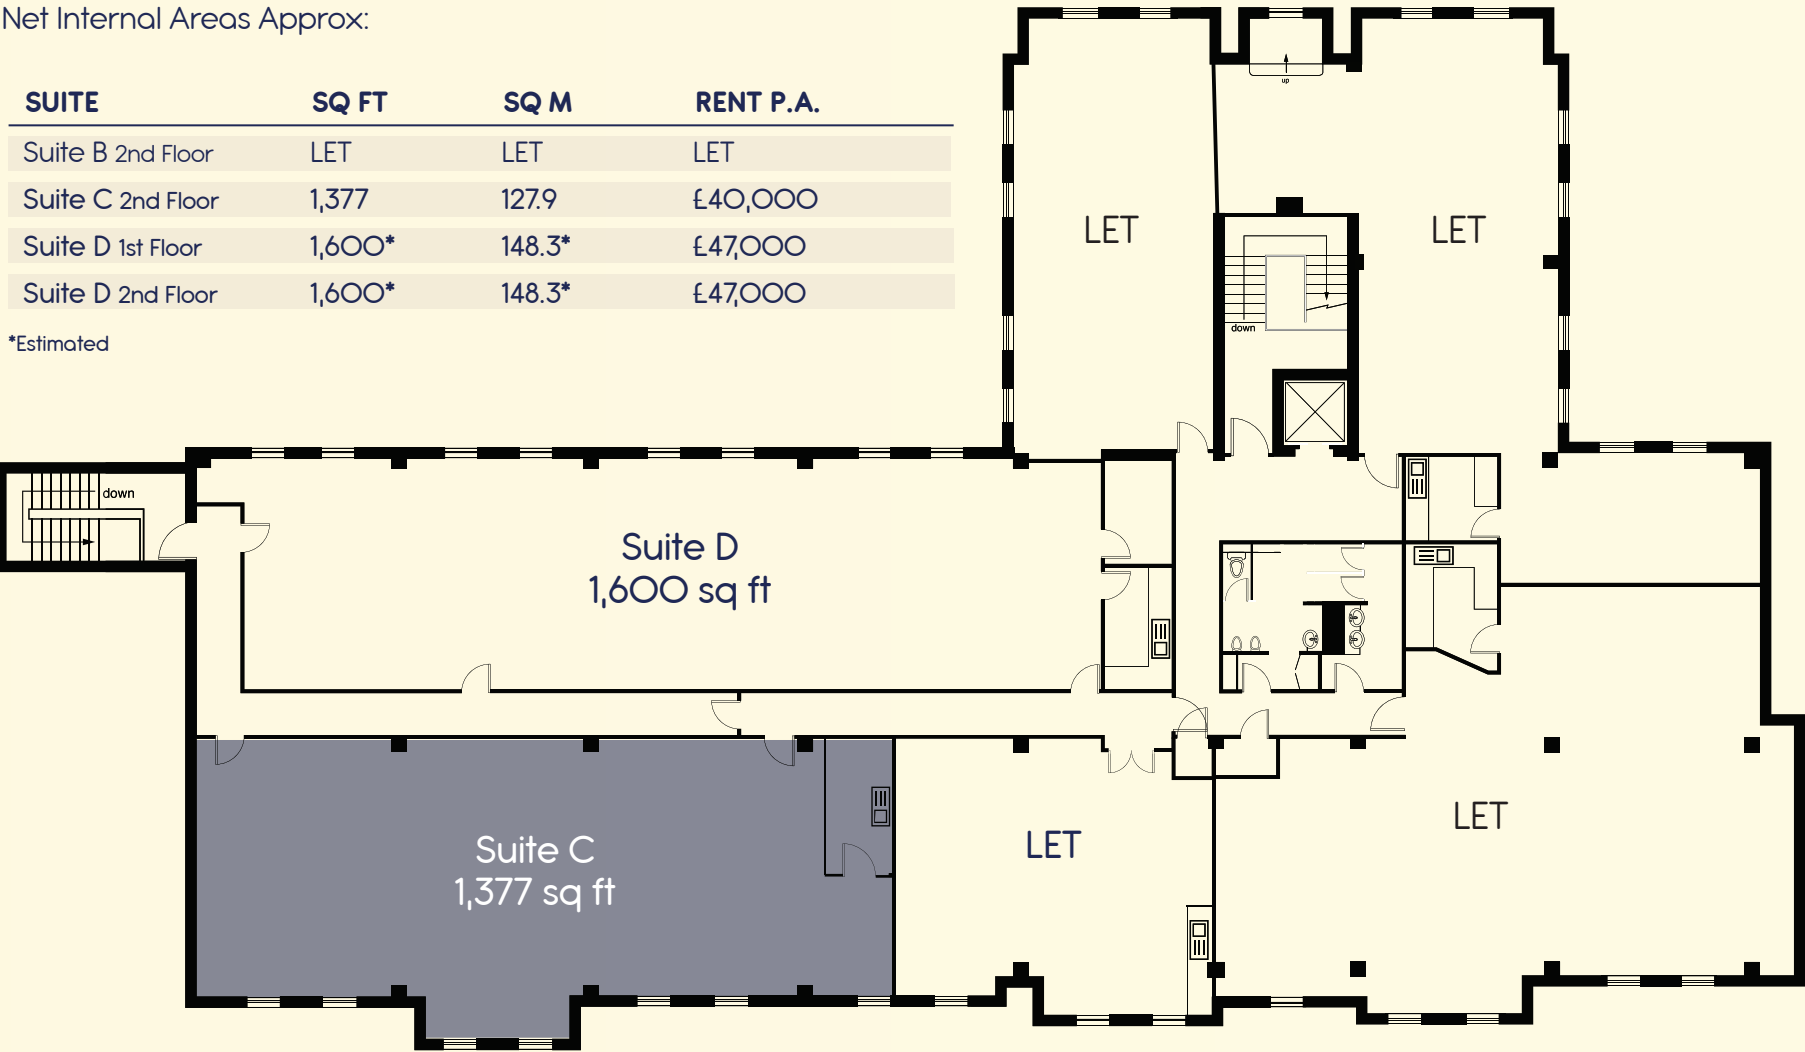 Net Internal Areas Approx:
SUITE SQ FT SQ M RENT P.A.
Suite B 2nd Floor LET LET LET
Suite C 2nd Floor 1,377 127.9 £40,000
Suite D 1st Floor 1,600* 148.3* £47,000
Suite D 2nd Floor 1,600* 148.3* £47,000
*Estimated
up
LET
LET
down
down
Suite D
1,600 sq ft
LET
LET
Suite C
1,377 sq ft